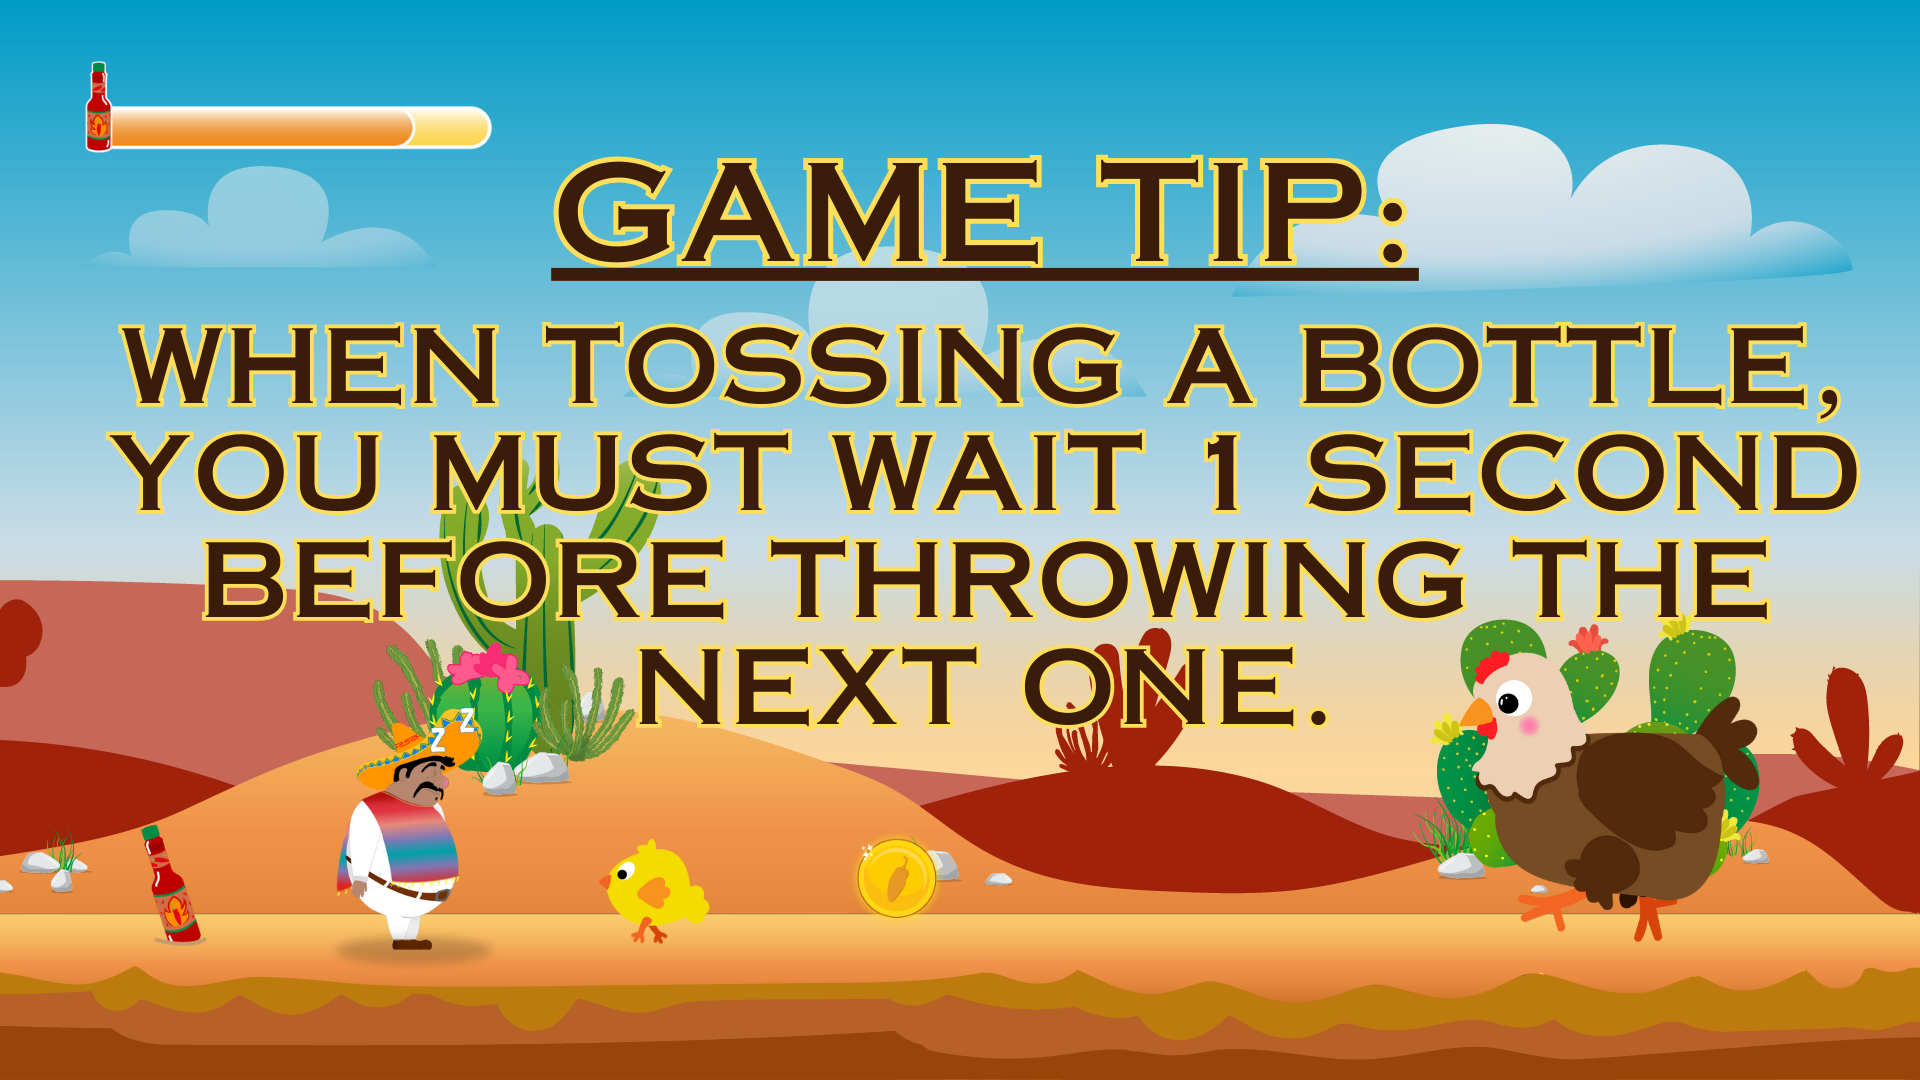 GAME TIP:
WHEN TOSSING A BOTTLE,
YOU MUST WAIT 1 SECOND
BEFORE THROWING THE
NEXT ONE.
Z
Z